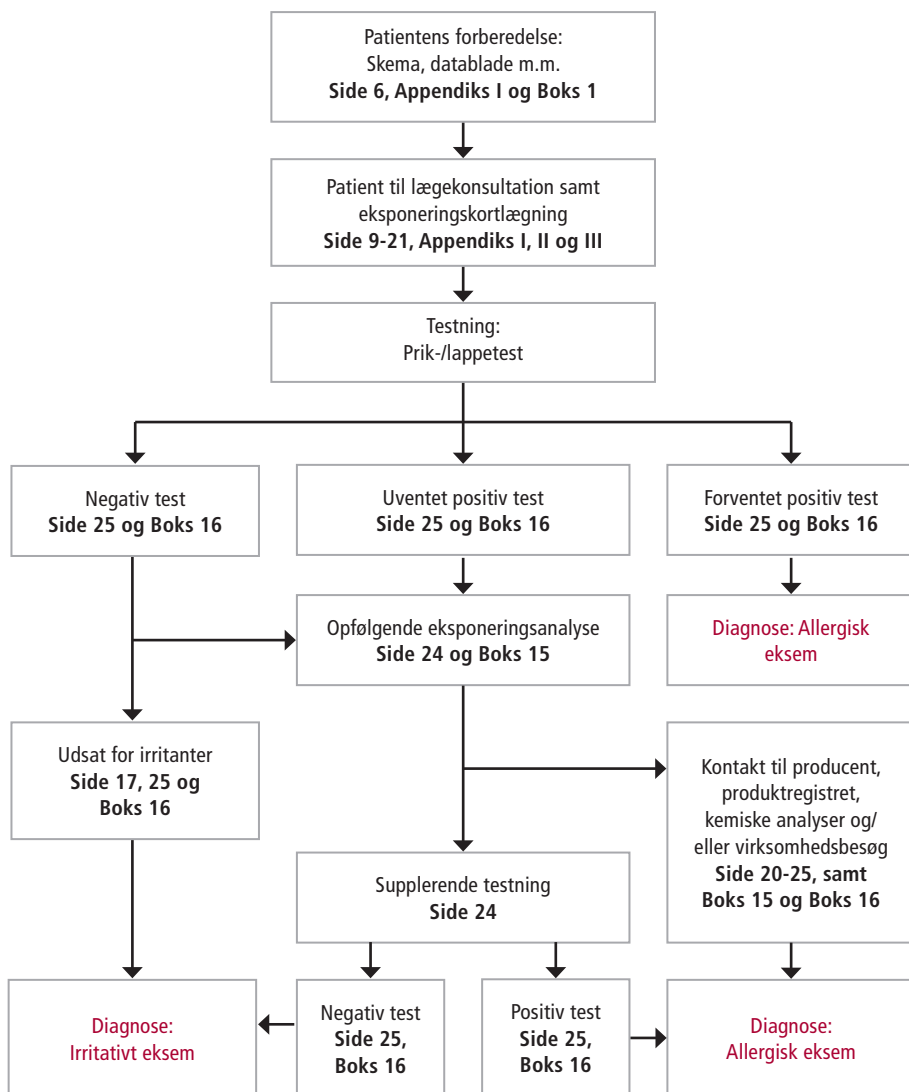 Patientens forberedelse:
Skema, datablade m.m.
Side 6, Appendiks I og Boks 1
Patient til lægekonsultation samt
eksponeringskortlægning
Side 9-21, Appendiks I, II og III
Testning:
Prik-/lappetest
Negativ test
Side 25 og Boks 16
Uventet positiv test
Side 25 og Boks 16
Forventet positiv test
Side 25 og Boks 16
Opfølgende eksponeringsanalyse
Side 24 og Boks 15
Diagnose: Allergisk
eksem
Udsat for irritanter
Side 17, 25 og
Boks 16
Kontakt til producent,
produktregistret,
kemiske analyser og/
eller virksomhedsbesøg
Side 20-25, samt
Boks 15 og Boks 16
Supplerende testning
Side 24
Diagnose:
Irritativt eksem
Negativ test
Side 25,
Boks 16
Positiv test
Side 25,
Boks 16
Diagnose:
Allergisk eksem